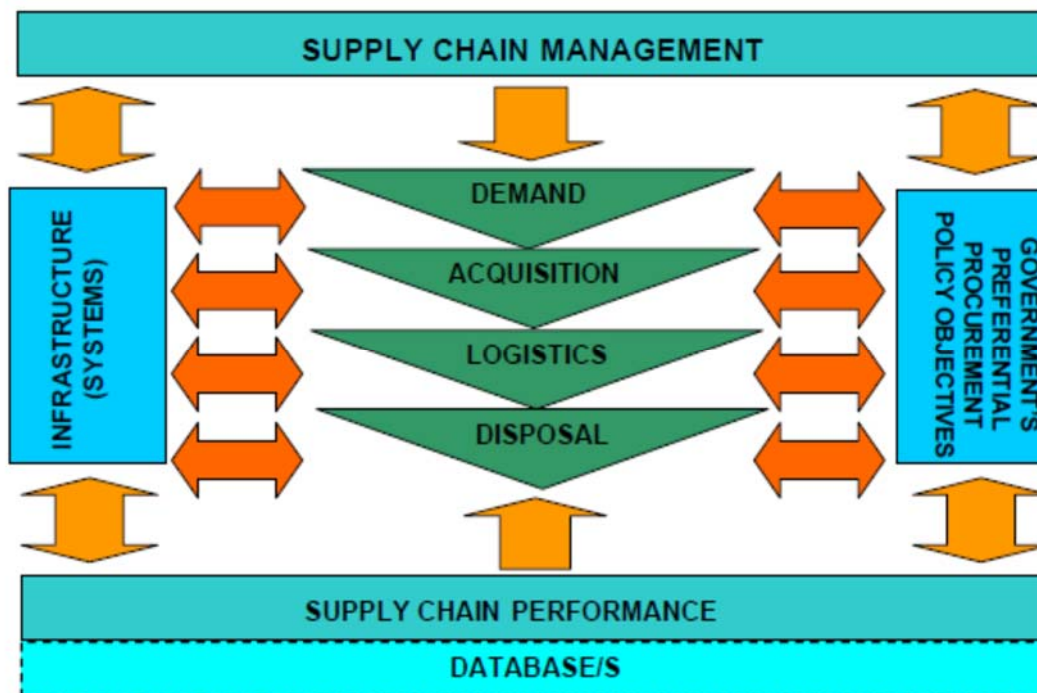 SUPPLY CHAIN MANAGEMENT
DEMAND
ACQUISITION
LOGISTICS
DISPOSAL
INFRASTRUCTURE
(SYSTEMS)
GOVERNMENT'S
PREFERENTIAL
PROCUREMENT
POLICY OBJECTIVES
SUPPLY CHAIN PERFORMANCE
DATABASE/S